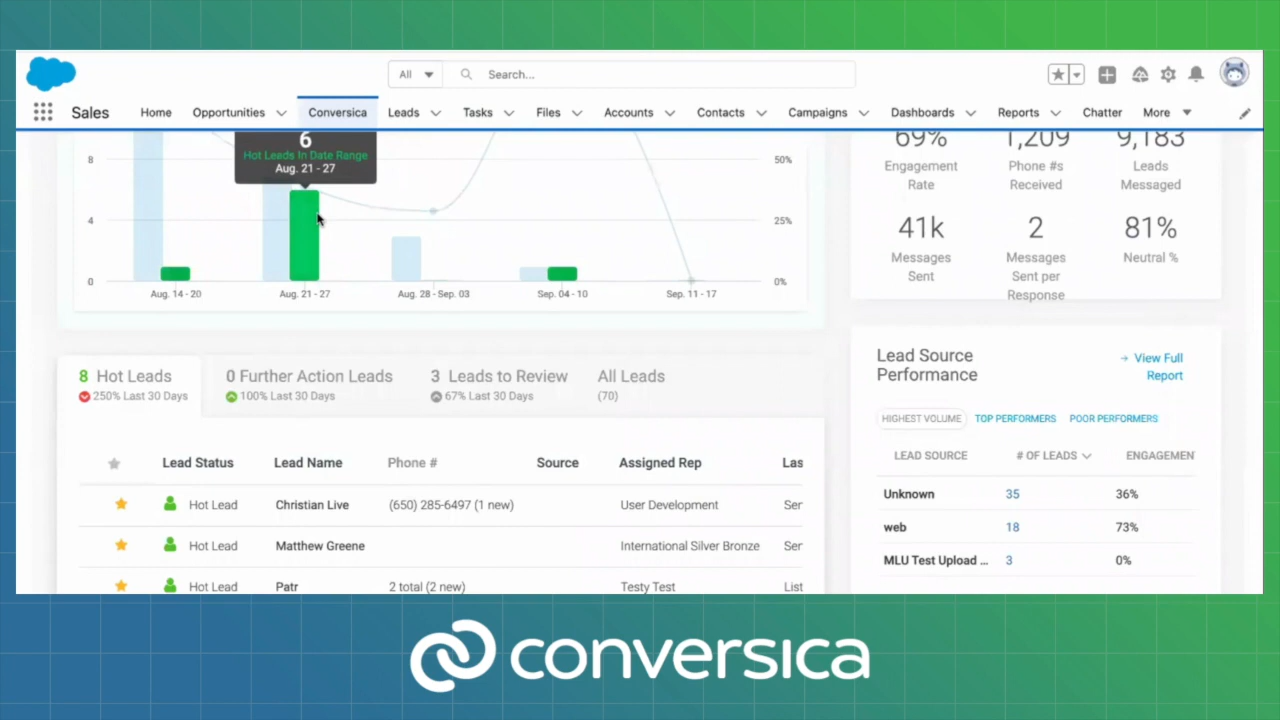 All
Search...
Sales
Home
Opportunities
Conversica
Leads
Tasks
Files
Accounts
Contacts
Campaigns
Dashboards
Reports
Chatter
More
6
Hot Leads In Date Range
Aug. 21 - 27
8
4
0
50%
25%
0%
Aug. 14 - 20
Aug. 21 - 27
Aug. 28 - Sep. 03
Sep. 04 - 10
Sep. 11 - 17
69%
Engagement
Rate
1,209
Phone #s
Received
9,183
Leads
Messaged
41k
Messages
Sent
2
Messages
Sent per
Response
81%
Neutral %
8 Hot Leads
250% Last 30 Days
0 Further Action Leads
100% Last 30 Days
3 Leads to Review
67% Last 30 Days
All Leads
(70)
Lead Status Lead Name Phone # Source Assigned Rep Las
Hot Lead Christian Live (650) 285-6497 (1 new) User Development Ser
Hot Lead Matthew Greene International Silver Bronze Ser
Hot Lead Patr 2 total (2 new) Testy Test List
Lead Source
Performance
View Full
Report
HIGHEST VOLUME TOP PERFORMERS POOR PERFORMERS
LEAD SOURCE # OF LEADS ENGAGEMEN
Unknown 35 36%
web 18 73%
MLU Test Upload ... 3 0%
conversica